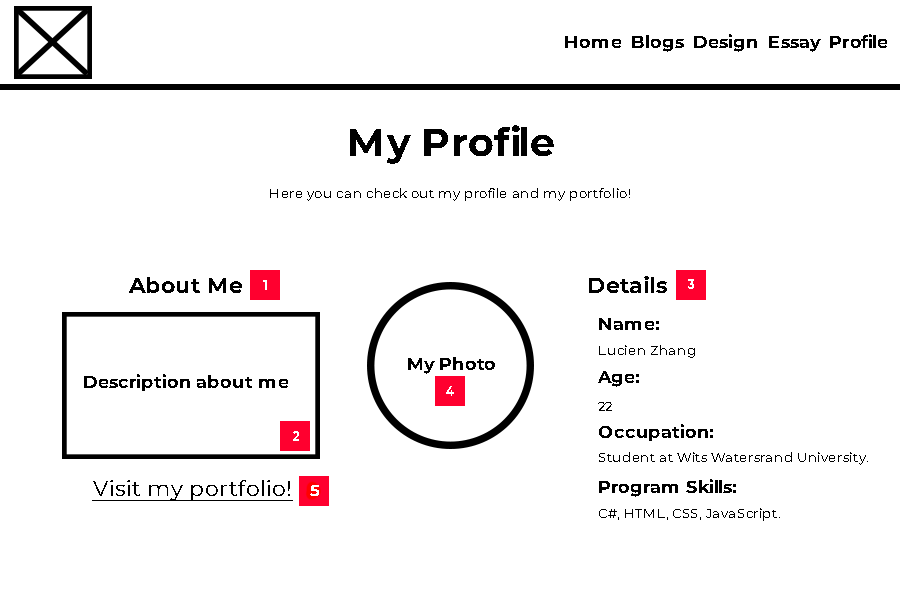 Home Blogs Design Essay Profile
My Profile
Here you can check out my profile and my portfolio!
About Me 1
Description about me
2
Visit my portfolio! 5
My Photo
4
Details 3
Name:
Lucien Zhang
Age:
22
Occupation:
Student at Wits Watersrand University.
Program Skills:
C#, HTML, CSS, JavaScript.